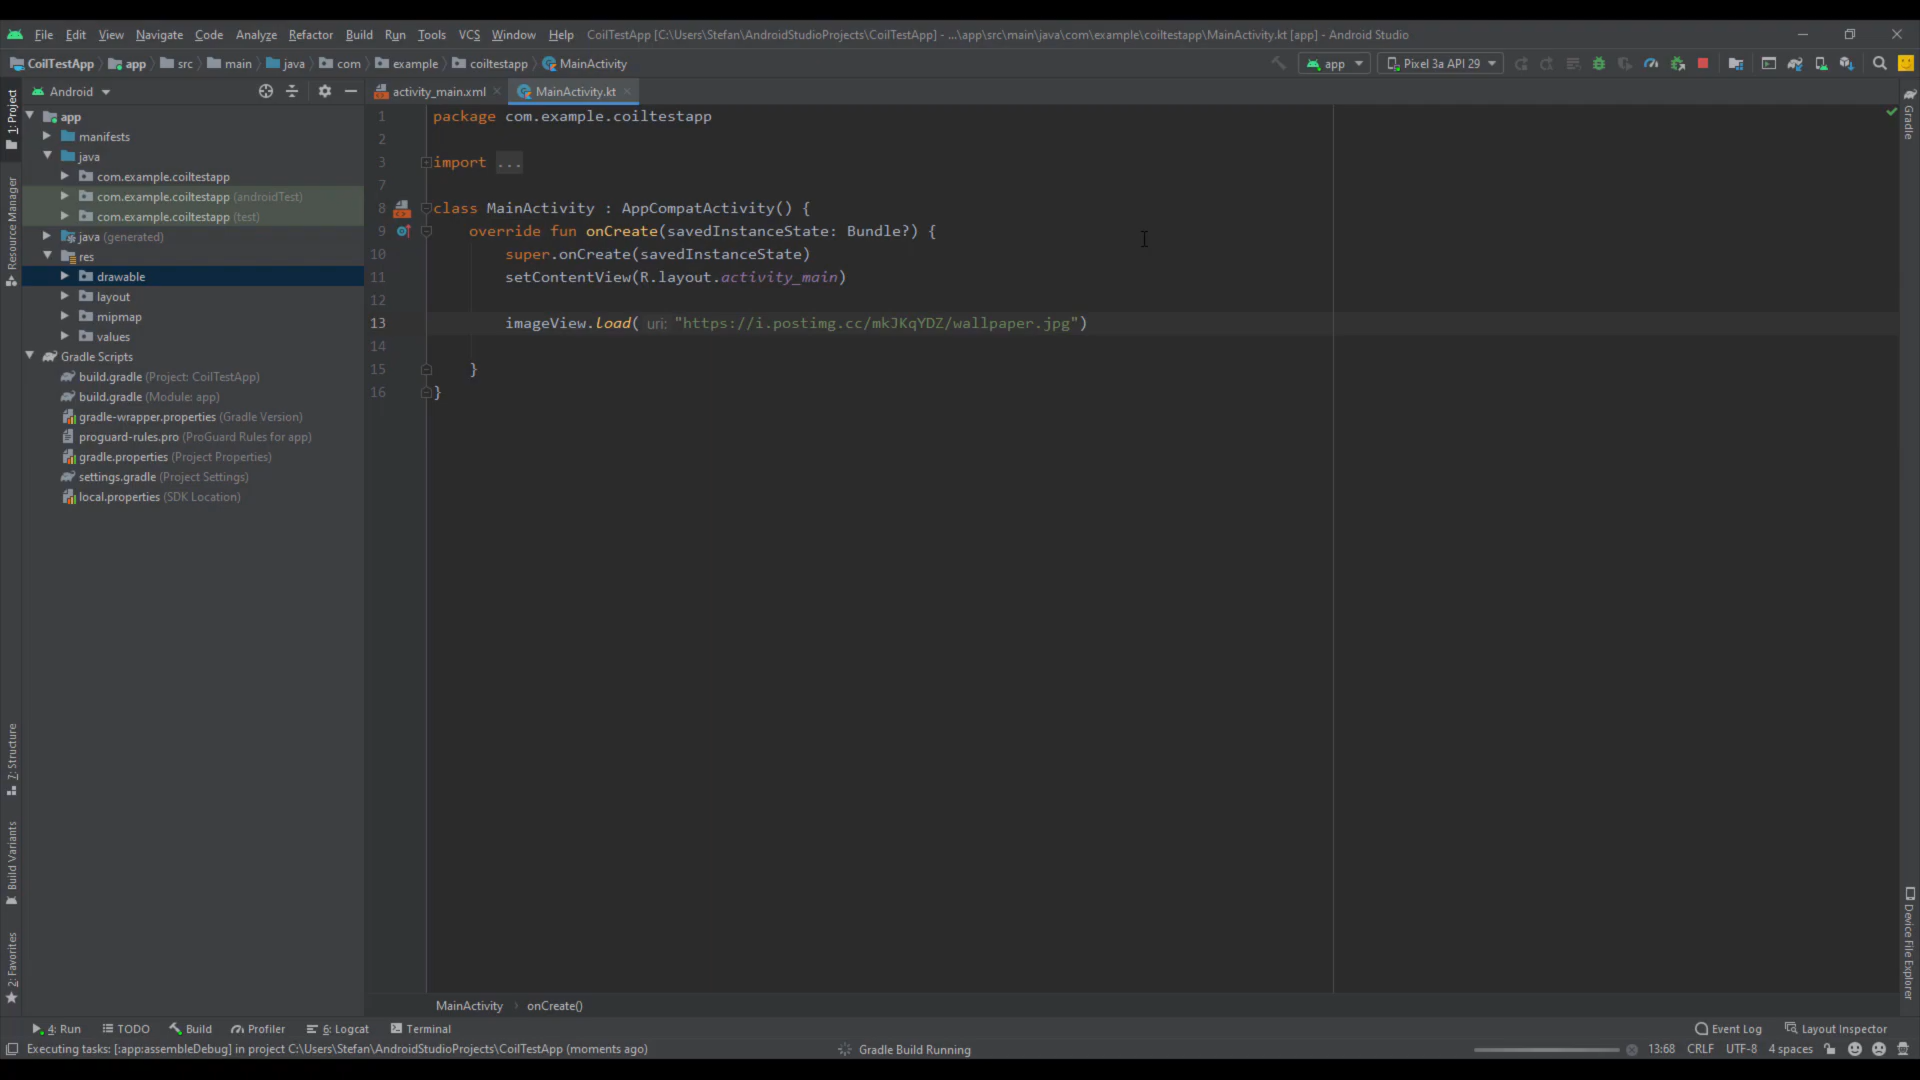 File Edit View Navigate Code Analyze Refactor Build Run Tools VCS Window Help CoilTestApp [C:\Users\Stefan\AndroidStudioProjects\CoilTestApp] - ...\app\src\main\java\com\example\coiltestapp\MainActivity.kt [app] - Android Studio
CoilTestApp app src main java com example coiltestapp MainActivity app Pixel 3a API 29
Android
activity_main.xml MainActivity.kt
1: Project
Resource Manager
7: Structure
Build Variants
2: Favorites
app
manifests
java
com.example.coiltestapp
com.example.coiltestapp (androidTest)
com.example.coiltestapp (test)
java (generated)
res
drawable
layout
mipmap
values
Gradle Scripts
build.gradle (Project: CoilTestApp)
build.gradle (Module: app)
gradle-wrapper.properties (Gradle Version)
proguard-rules.pro (ProGuard Rules for app)
gradle.properties (Project Properties)
settings.gradle (Project Settings)
local.properties (SDK Location)
1 package com.example.coiltestapp
2
3 import ...
7
8 class MainActivity : AppCompatActivity() {
9 override fun onCreate(savedInstanceState: Bundle?) {
10 super.onCreate(savedInstanceState)
11 setContentView(R.layout.activity_main)
12
13 imageView.load( uri: "https://i.postimg.cc/mkJKqYDZ/wallpaper.jpg")
14
15 }
16 }
Gradle
Device File Explorer
MainActivity onCreate()
4: Run TODO Build Profiler 6: Logcat Terminal Event Log Layout Inspector
Executing tasks: [:app:assembleDebug] in project C:\Users\Stefan\AndroidStudioProjects\CoilTestApp (moments ago) Gradle Build Running 13:68 CRLF UTF-8 4 spaces